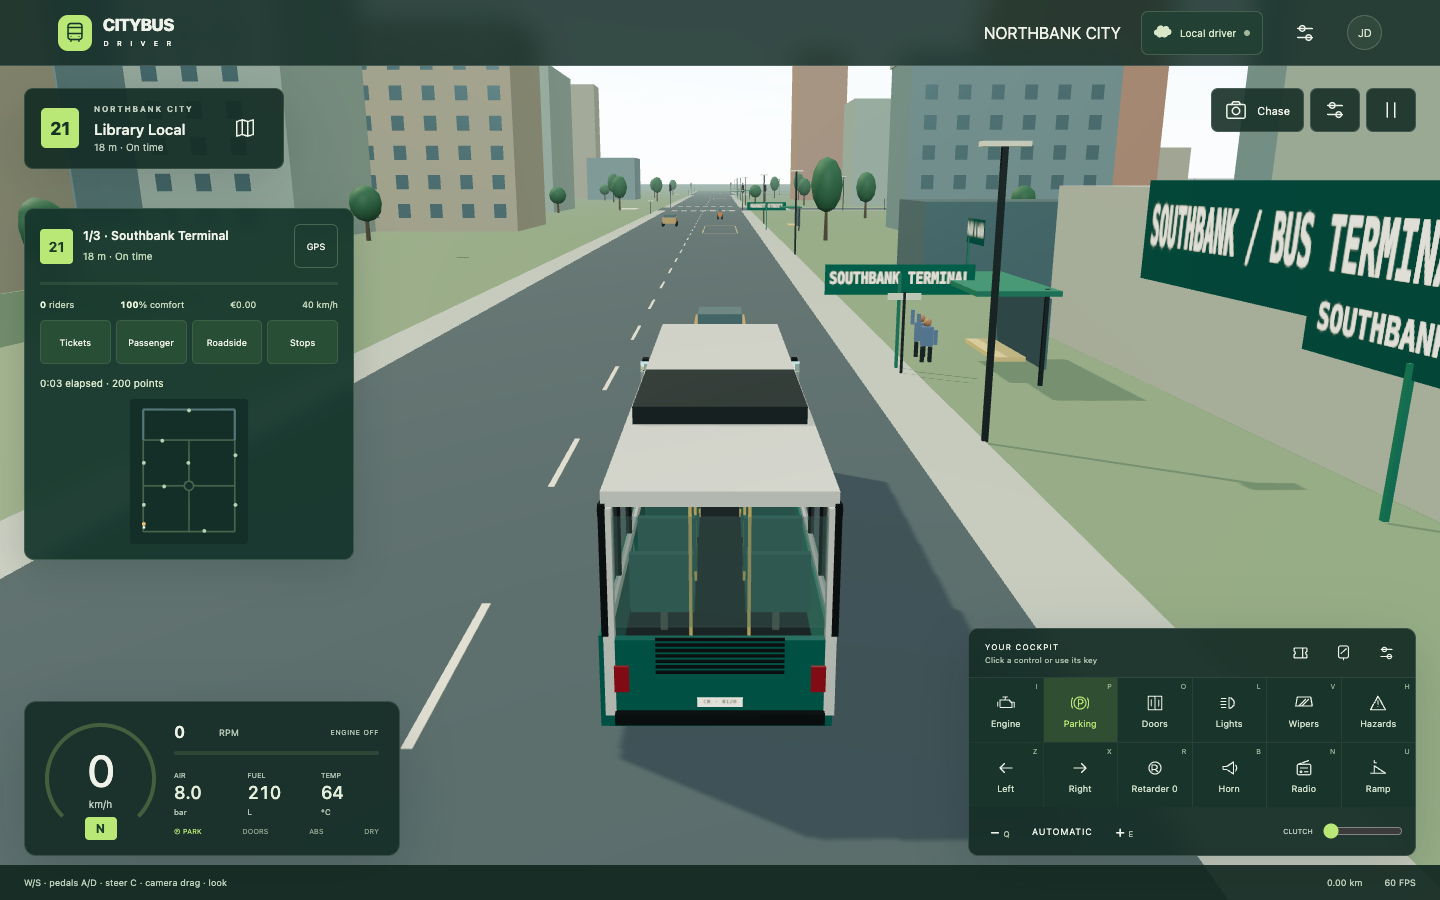 CITYBUS
DRIVER
NORTHBANK CITY
Local driver
JD
21
NORTHBANK CITY
Library Local
18 m · On time
Chase
21
1/3 · Southbank Terminal
18 m · On time
GPS
0 riders
100% comfort
€0.00
40 km/h
Tickets
Passenger
Roadside
Stops
0:03 elapsed · 200 points
SOUTHBANK TERMINAL
SOUTHBANK / BUS TERMIN
SOUTHBANK
0
km/h
N
0 RPM
ENGINE OFF
AIR
8.0
bar
FUEL
210
L
TEMP
64
°C
PARK
DOORS
ABS
DRY
YOUR COCKPIT
Click a control or use its key
I
Engine
P
Parking
O
Doors
L
Lights
V
Wipers
H
Hazards
Z
Left
X
Right
R
Retarder 0
B
Horn
N
Radio
U
Ramp
− Q
AUTOMATIC
+ E
CLUTCH
W/S · pedals A/D · steer C · camera drag · look
0.00 km
60 FPS